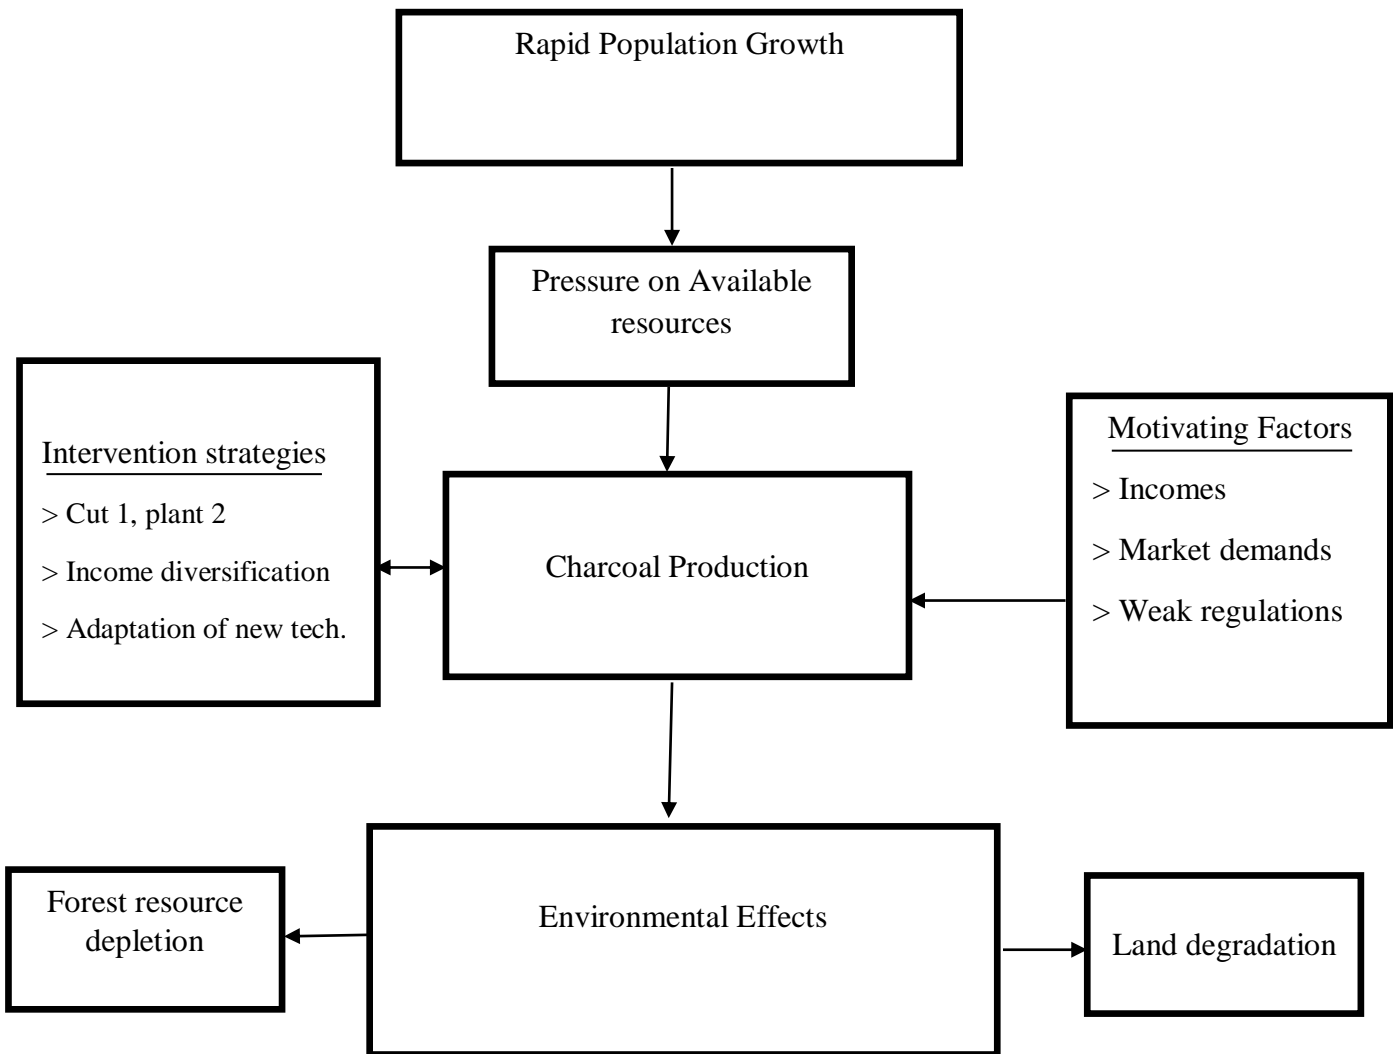 Rapid Population Growth
Pressure on Available
resources
Intervention strategies
> Cut 1, plant 2
> Income diversification
> Adaptation of new tech.
Charcoal Production
Motivating Factors
> Incomes
> Market demands
> Weak regulations
Forest resource
depletion
Environmental Effects
Land degradation